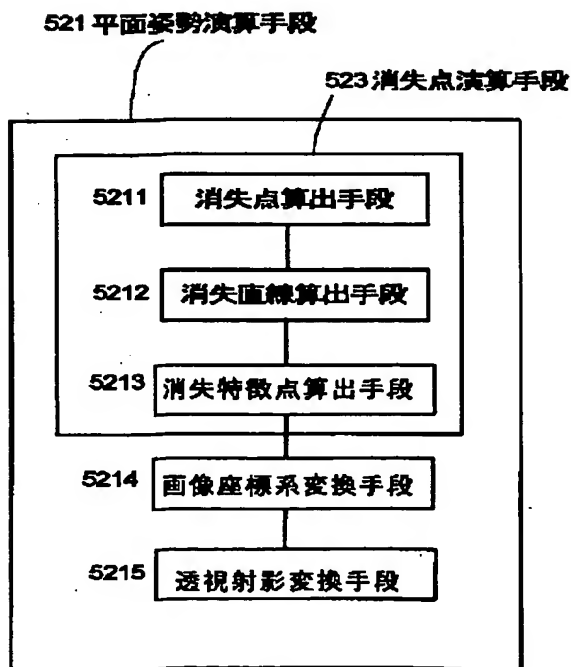 521 平面姿勢演算手段
523 消失点演算手段
5211 消失点算出手段
5212 消失直線算出手段
5213 消失特徴点算出手段
5214 画像座標系変換手段
5215 透視射影変換手段